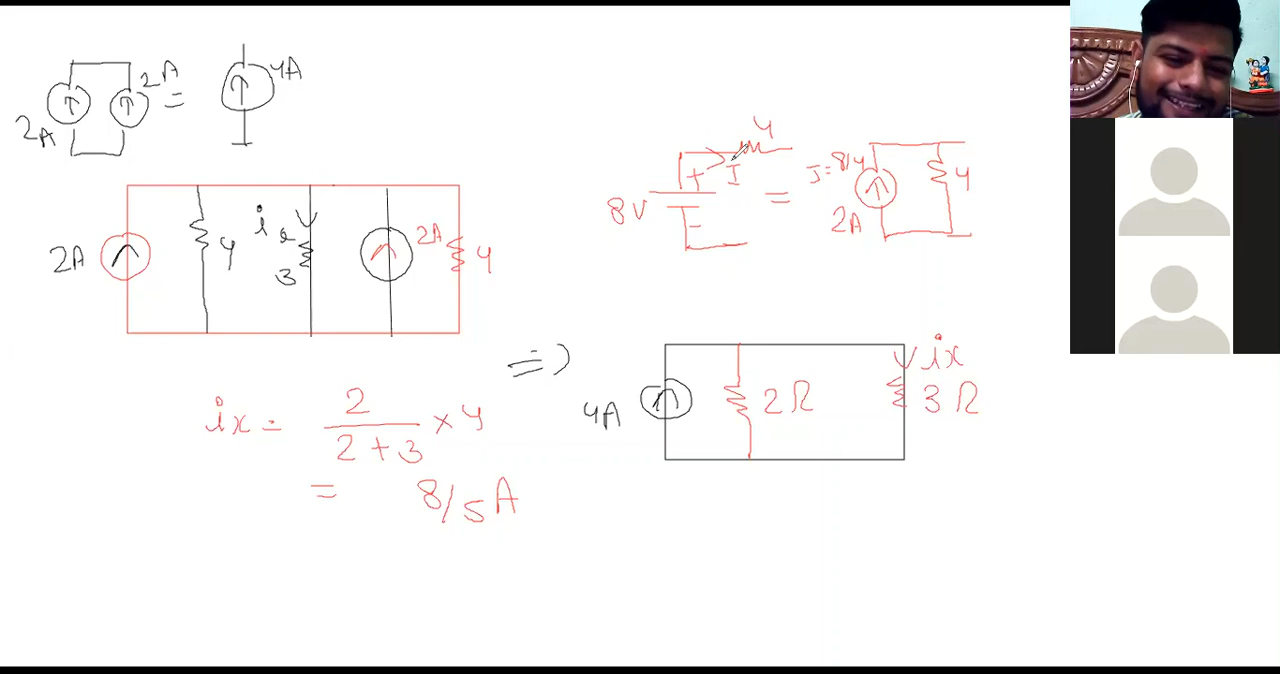 2A
2A
=
4A
2A
4
i
x
3
2A
4
8V
+
-
I
4
=
I = 8/4
2A
4
=>
4A
2Ω
ix
3Ω
ix = 2 / 2 + 3 × 4
= 8/5 A